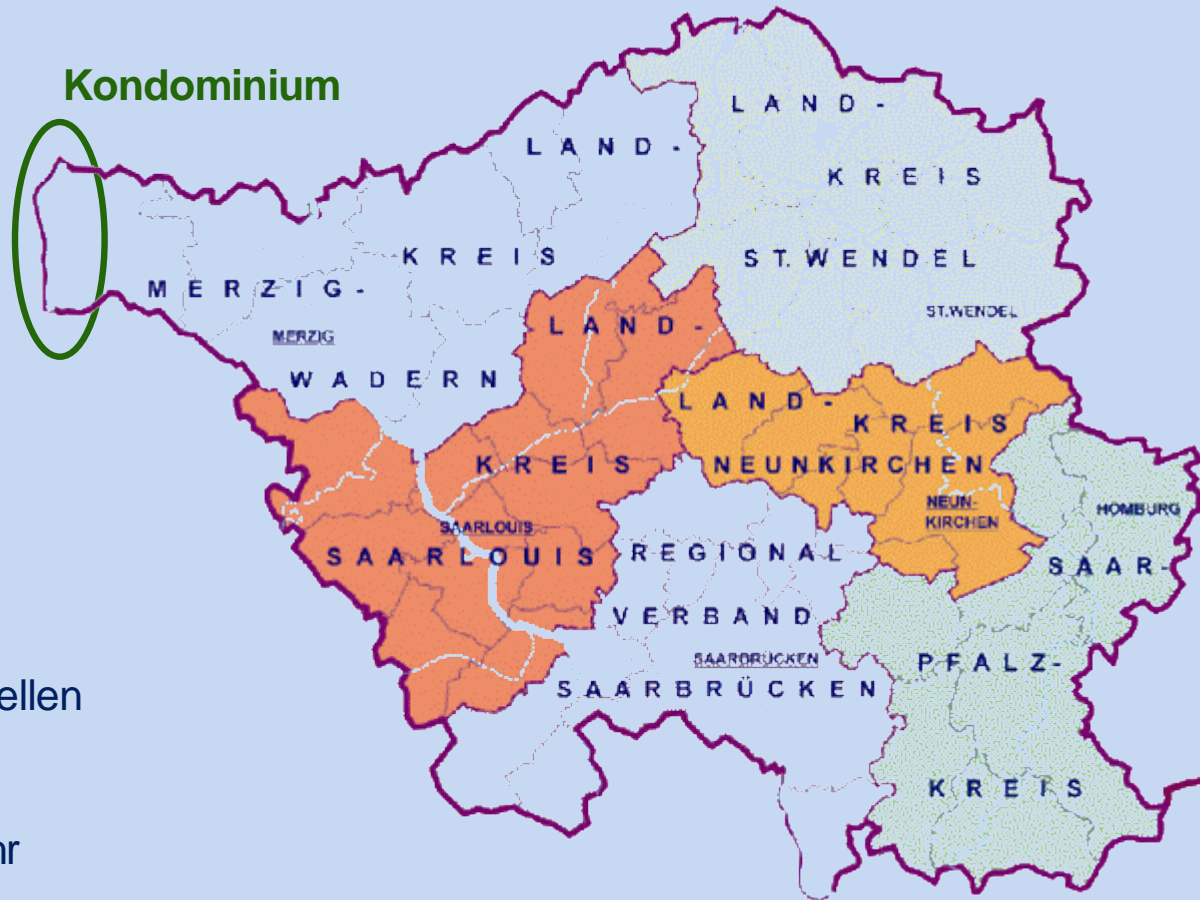 Kondominium
LAND-
KREIS
ST. WENDEL
ST.WENDEL
LAND-
KREIS
MERZIG-
MERZIG
WADERN
LAND-
KREIS
SAARLOUIS
SAARLOUIS
LAND-
KREIS
NEUNKIRCHEN
NEUN-
KIRCHEN
HOMBURG
SAAR-
PFALZ-
KREIS
REGIONAL
VERBAND
SAARBRÜCKEN
SAARBRÜCKEN
ellen
hr